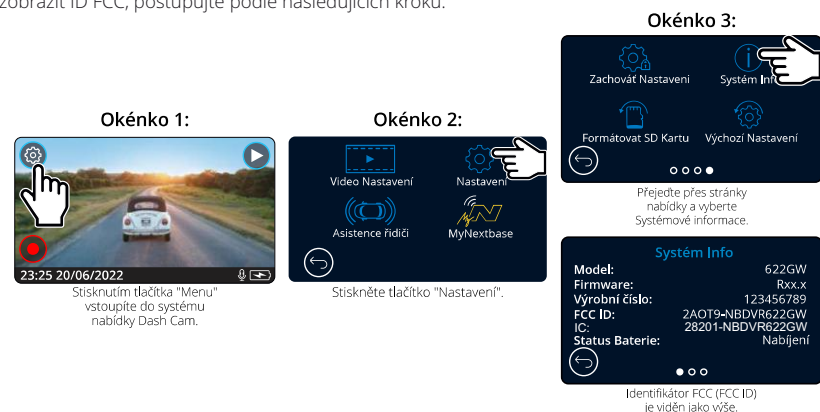 zobrazit ID FCC, postupujte podle následujících kroků:
Okénko 1:
23:25 20/06/2022
Stisknutím tlačítka "Menu"
vstoupíte do systému
nabídky Dash Cam.
Okénko 2:
Video Nastavení
Nastavení
Asistence řidiči
MyNextbase
Stiskněte tlačítko "Nastavení".
Okénko 3:
Zachovát Nastaveni
Systém Info
Formátovat SD Kartu
Výchozí Nastavení
Přejeďte přes stránky
nabídky a vyberte
Systémové informace.
Systém Info
Model: 622GW
Firmware: Rxx.x
Výrobní číslo: 123456789
FCC ID: 2AOT9-NBDVR622GW
IC: 28201-NBDVR622GW
Status Baterie: Nabíjení
Identifikátor FCC (FCC ID)
je viděn jako výše.